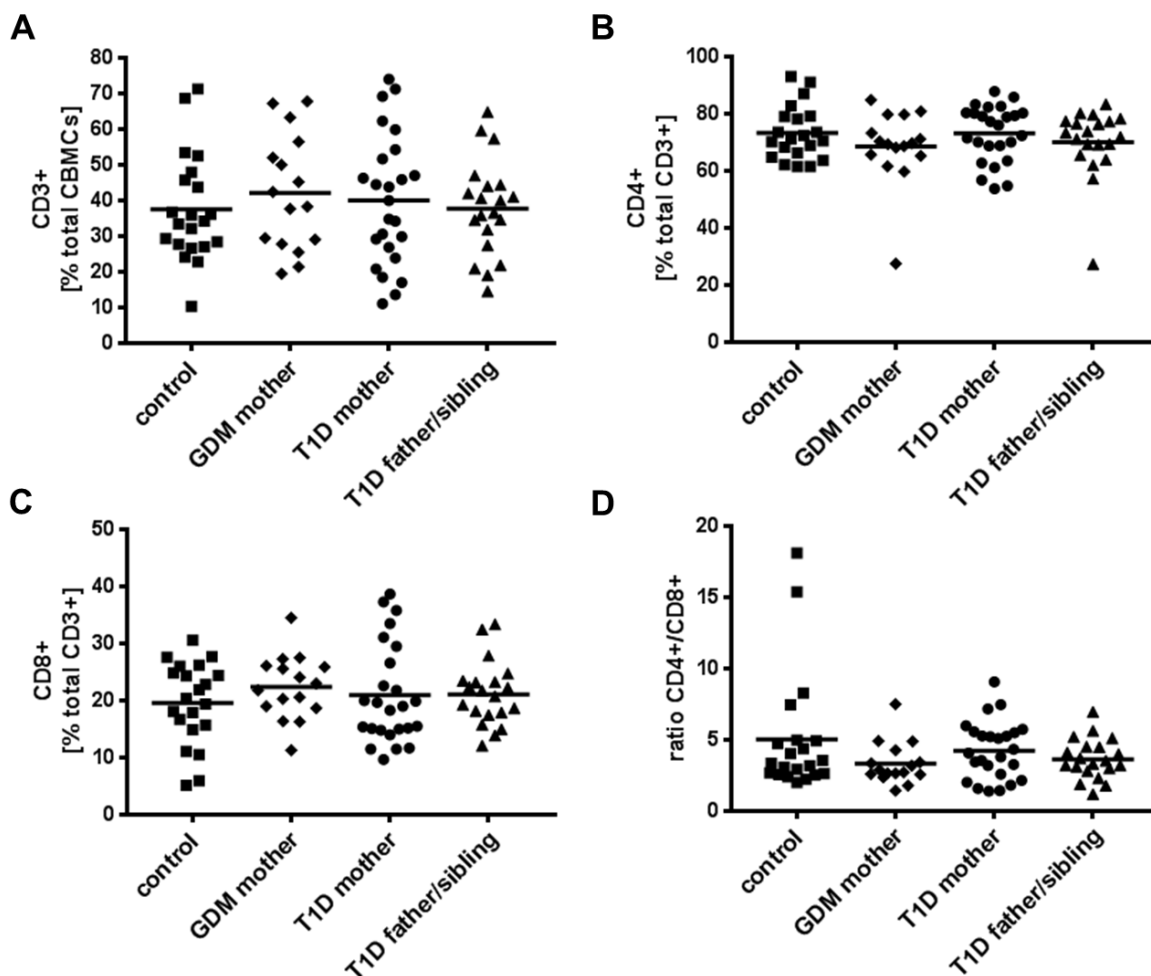 A
CD3+
[% total CBMCs]
80
70
60
50
40
30
20
10
0
control
GDM mother
T1D mother
T1D father/sibling
B
CD4+
[% total CD3+]
100
80
60
40
20
0
control
GDM mother
T1D mother
T1D father/sibling
C
CD8+
[% total CD3+]
50
40
30
20
10
0
control
GDM mother
T1D mother
T1D father/sibling
D
ratio CD4+/CD8+
20
15
10
5
0
control
GDM mother
T1D mother
T1D father/sibling